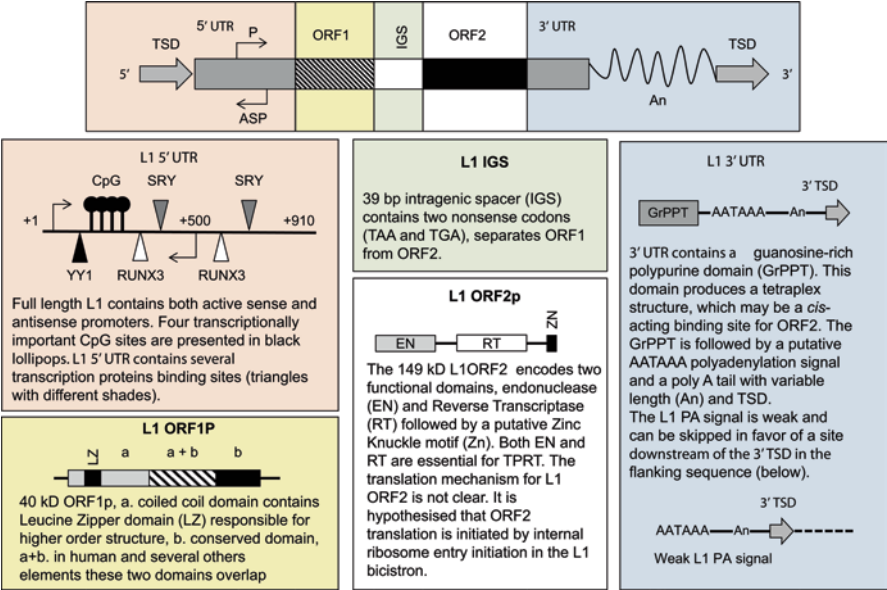 5′ UTR
ORF1
IGS
ORF2
3′ UTR
TSD
P
TSD
5′
3′
ASP
An
L1 5′ UTR
CpG
SRY
SRY
+1
+500
+910
YY1
RUNX3
RUNX3
Full length L1 contains both active sense and
antisense promoters. Four transcriptionally
important CpG sites are presented in black
lollipops. L1 5′ UTR contains several
transcription proteins binding sites (triangles
with different shades).
L1 ORF1P
LZ
a
a + b
b
40 kD ORF1p, a. coiled coil domain contains
Leucine Zipper domain (LZ) responsible for
higher order structure, b. conserved domain,
a+b. in human and several others
elements these two domains overlap
L1 IGS
39 bp intragenic spacer (IGS)
contains two nonsense codons
(TAA and TGA), separates ORF1
from ORF2.
L1 ORF2p
EN
RT
ZN
The 149 kD L1ORF2 encodes two
functional domains, endonuclease
(EN) and Reverse Transcriptase
(RT) followed by a putative Zinc
Knuckle motif (Zn). Both EN and
RT are essential for TPRT. The
translation mechanism for L1
ORF2 is not clear. It is
hypothesised that ORF2
translation is initiated by internal
ribosome entry initiation in the L1
bicistron.
L1 3′ UTR
3′ TSD
GrPPT
AATAAA
An
3′ UTR contains a guanosine-rich
polypurine domain (GrPPT). This
domain produces a tetraplex
structure, which may be a cis-
acting binding site for ORF2. The
GrPPT is followed by a putative
AATAAA polyadenylation signal
and a poly A tail with variable
length (An) and TSD.
The L1 PA signal is weak and
can be skipped in favor of a site
downstream of the 3′ TSD in the
flanking sequence (below).
3′ TSD
AATAAA
An
Weak L1 PA signal